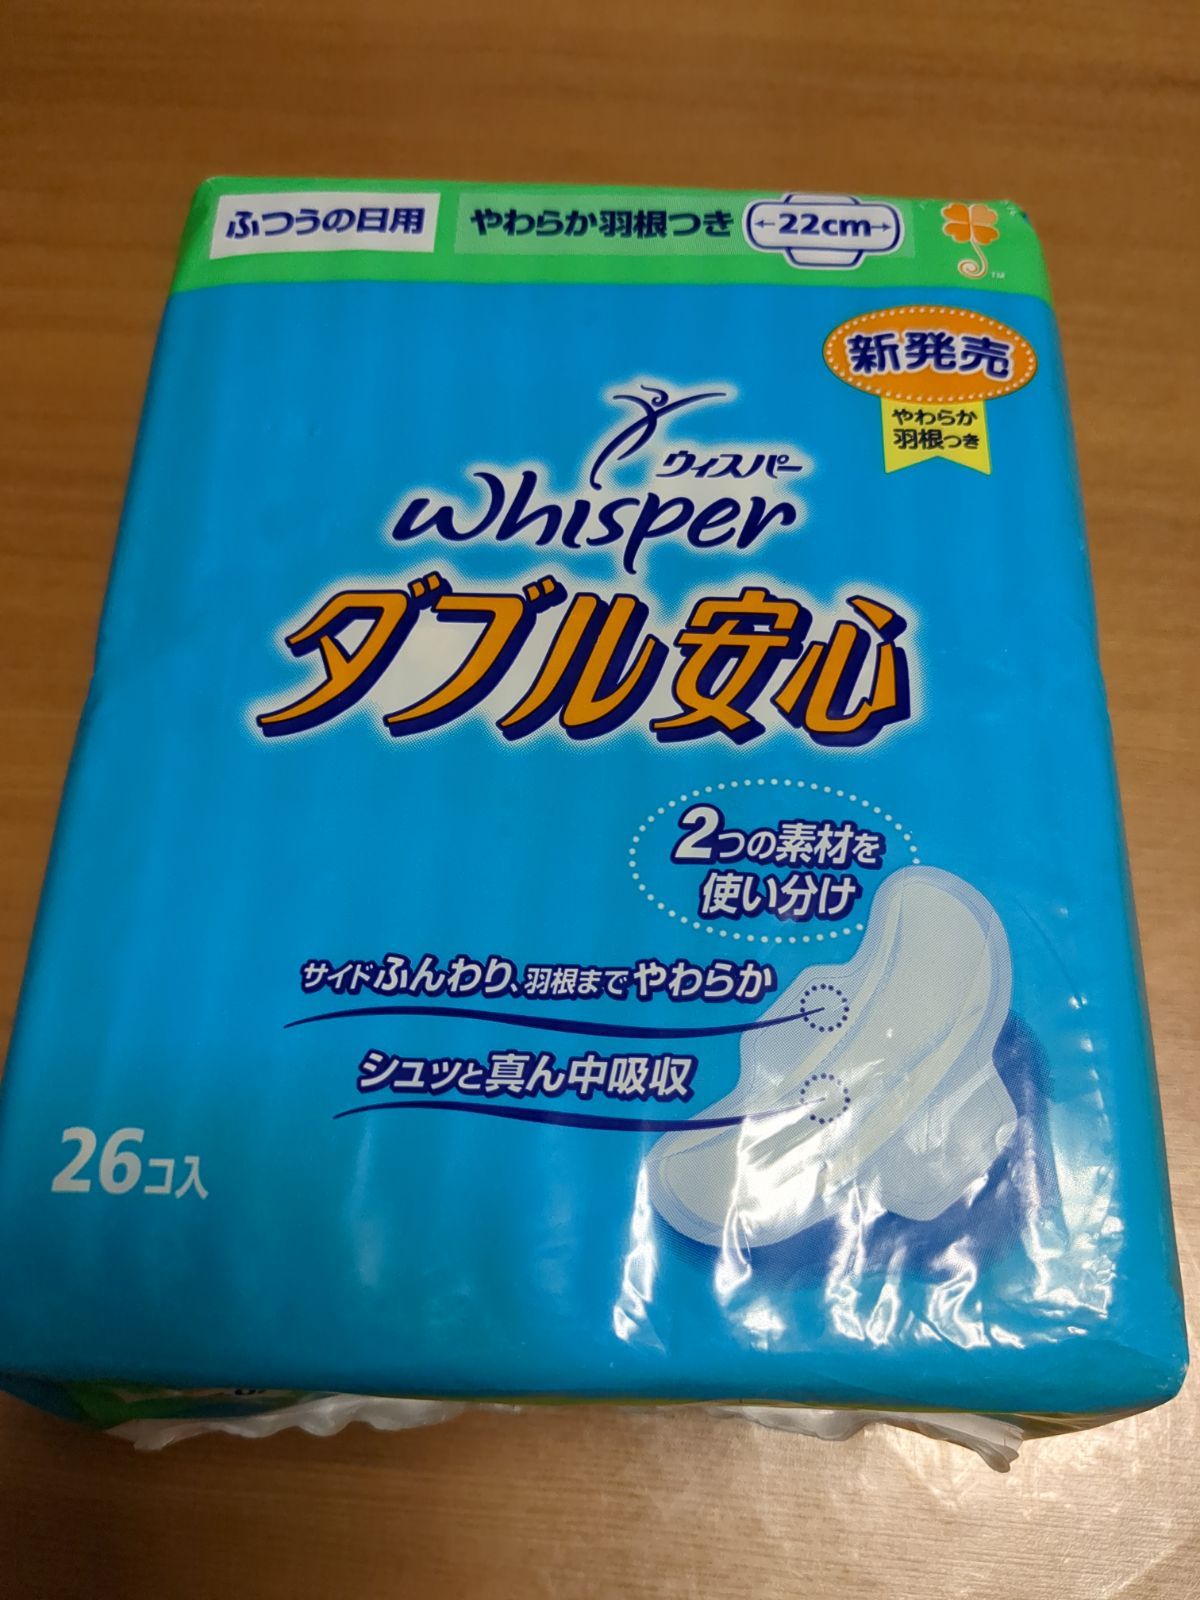 ふつうの日用
やわらか羽根つき
22cm
TM
新発売
やわらか
羽根つき
ウィスパー
whisper
ダブル安心
2つの素材を
使い分け
サイドふんわり、羽根までやわらか
シュッと真ん中吸収
26コ入